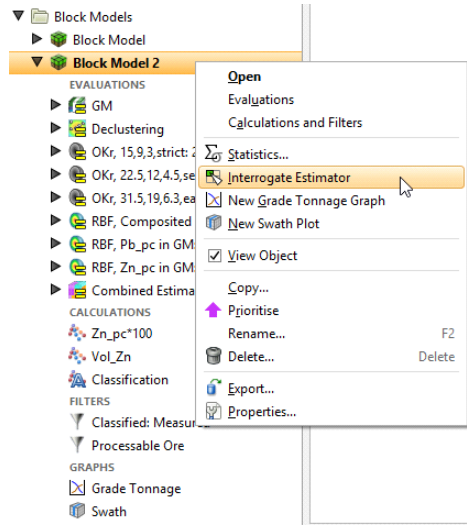 Block Models
Block Model
Block Model 2
EVALUATIONS
GM
Declustering
OKr, 15,9,3,strict: 2
OKr, 22.5,12,4.5,se
OKr, 31.5,19,6.3,ea
RBF, Composited
RBF, Pb_pc in GM
RBF, Zn_pc in GM
Combined Estima
CALCULATIONS
Zn_pc*100
Vol_Zn
Classification
FILTERS
Classified: Measured
Processable Ore
GRAPHS
Grade Tonnage
Swath
Open
Evaluations
Calculations and Filters
Statistics...
Interrogate Estimator
New Grade Tonnage Graph
New Swath Plot
View Object
Copy...
Prioritise
Rename... F2
Delete... Delete
Export...
Properties...